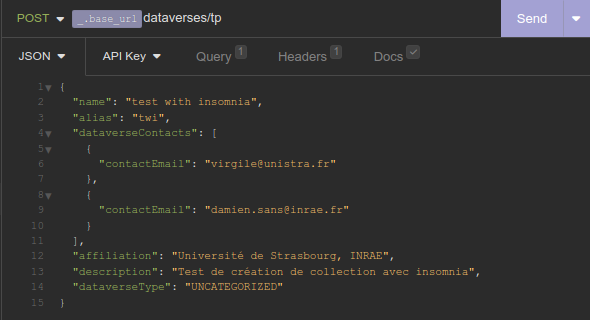 POST _.base_url dataverses/tp Send
JSON API Key Query 1 Headers 1 Docs
1 {
2 "name": "test with insomnia",
3 "alias": "twi",
4 "dataverseContacts": [
5 {
6 "contactEmail": "virgile@unistra.fr"
7 },
8 {
9 "contactEmail": "damien.sans@inrae.fr"
10 }
11 ],
12 "affiliation": "Université de Strasbourg, INRAE",
13 "description": "Test de création de collection avec insomnia",
14 "dataverseType": "UNCATEGORIZED"
15 }